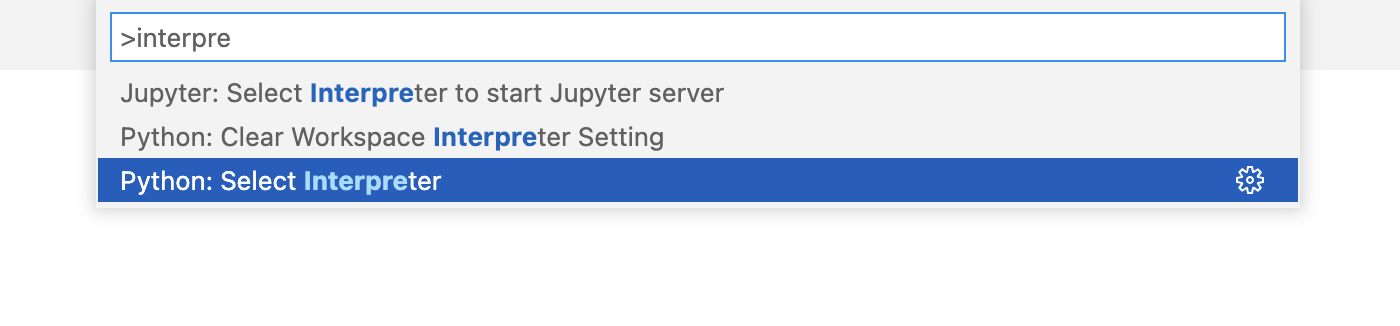 >interpre
Jupyter: Select Interpreter to start Jupyter server
Python: Clear Workspace Interpreter Setting
Python: Select Interpreter